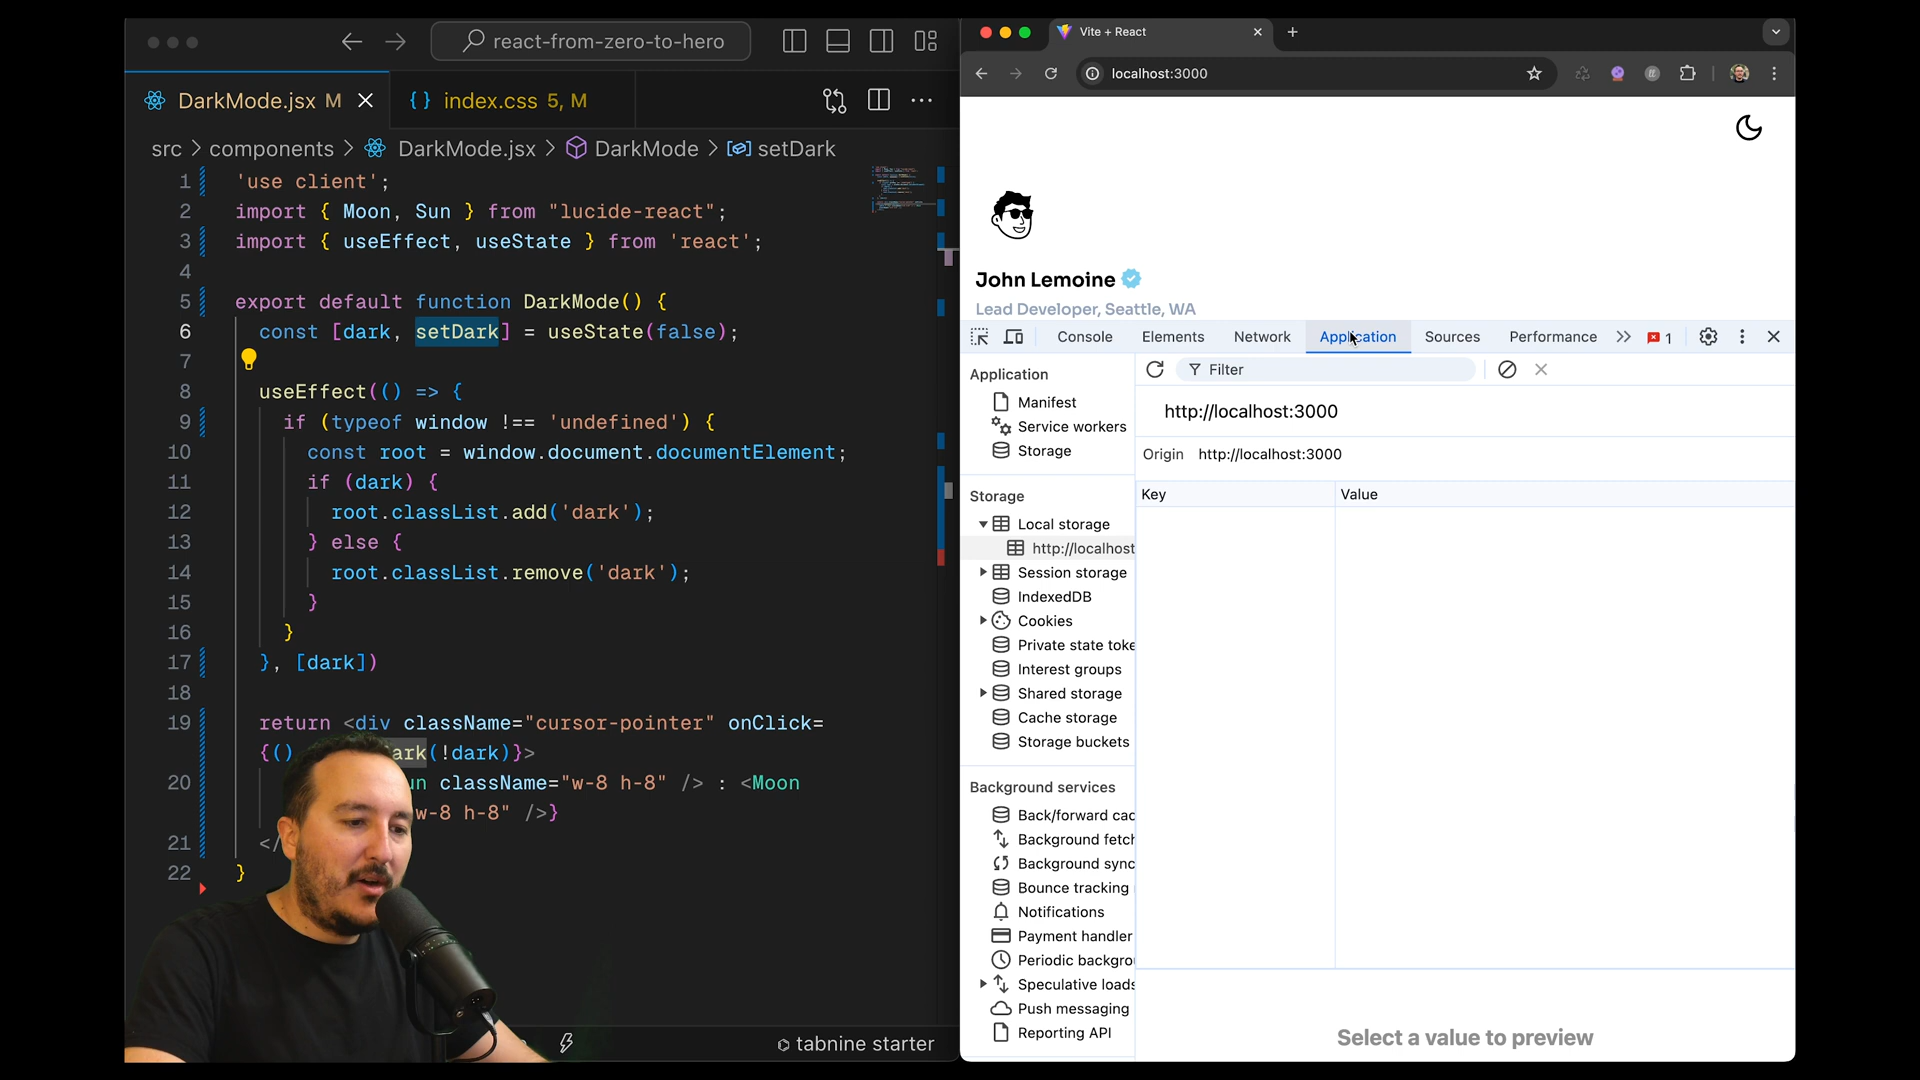 react-from-zero-to-hero
DarkMode.jsx M
{} index.css 5, M
src > components > DarkMode.jsx > DarkMode > setDark
1 'use client';
2 import { Moon, Sun } from "lucide-react";
3 import { useEffect, useState } from 'react';
4
5 export default function DarkMode() {
6 const [dark, setDark] = useState(false);
7
8 useEffect(() => {
9 if (typeof window !== 'undefined') {
10 const root = window.document.documentElement;
11 if (dark) {
12 root.classList.add('dark');
13 } else {
14 root.classList.remove('dark');
15 }
16 }
17 }, [dark])
18
19 return <div className="cursor-pointer" onClick=
{() ark(!dark)}>
20 un className="w-8 h-8" /> : <Moon
w-8 h-8" />}
21 </
22 }
tabnine starter
Vite + React
localhost:3000
John Lemoine
Lead Developer, Seattle, WA
Console Elements Network Application Sources Performance 1
Application
Manifest
Service workers
Storage
Storage
Local storage
http://localhost
Session storage
IndexedDB
Cookies
Private state toke
Interest groups
Shared storage
Cache storage
Storage buckets
Background services
Back/forward cac
Background fetch
Background sync
Bounce tracking
Notifications
Payment handler
Periodic backgro
Speculative loads
Push messaging
Reporting API
Filter
http://localhost:3000
Origin http://localhost:3000
Key Value
Select a value to preview